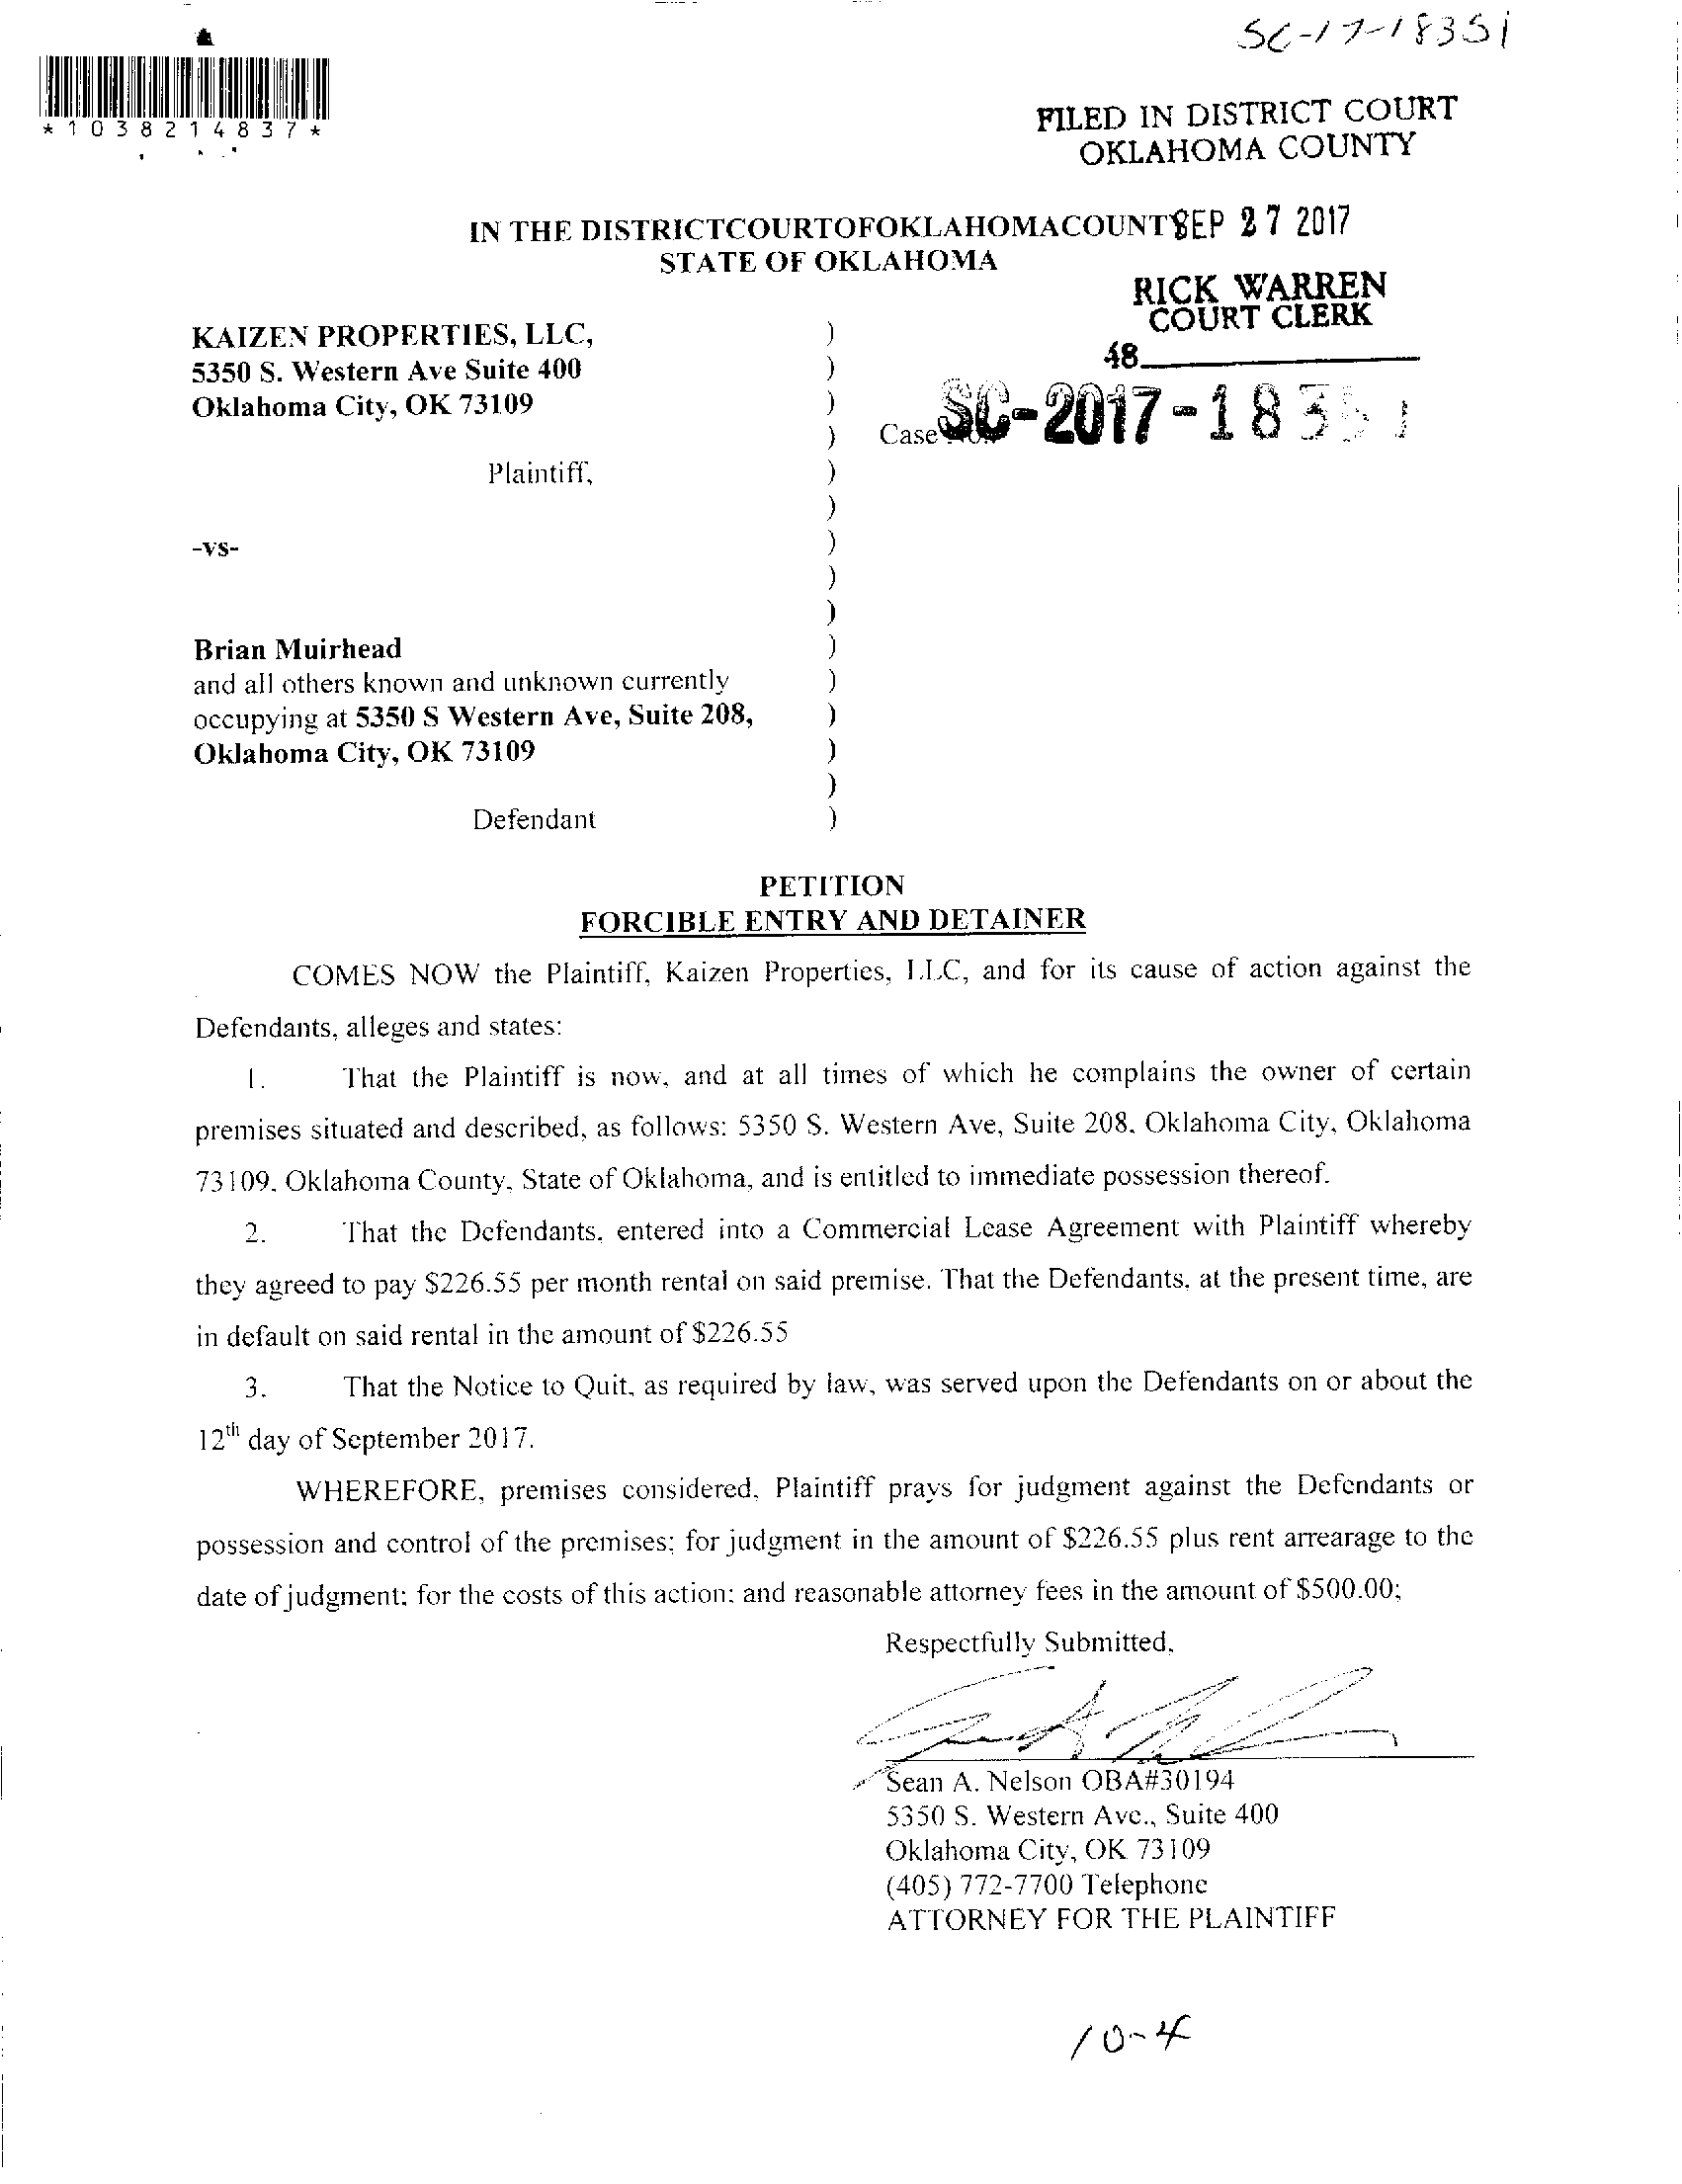 SC-17-18351
*1038214837*
FILED IN DISTRICT COURT
OKLAHOMA COUNTY
IN THE DISTRICTCOURTOFOKLAHOMACOUNTY SEP 27 2017
STATE OF OKLAHOMA
RICK WARREN
COURT CLERK
48
KAIZEN PROPERTIES, LLC, )
5350 S. Western Ave Suite 400 )
Oklahoma City, OK 73109 )
) Case No. SC-2017-18351
Plaintiff, )
)
-vs- )
)
)
Brian Muirhead )
and all others known and unknown currently )
occupying at 5350 S Western Ave, Suite 208, )
Oklahoma City, OK 73109 )
)
Defendant )
PETITION
FORCIBLE ENTRY AND DETAINER
COMES NOW the Plaintiff, Kaizen Properties, LLC, and for its cause of action against the
Defendants, alleges and states:
1. That the Plaintiff is now, and at all times of which he complains the owner of certain
premises situated and described, as follows: 5350 S. Western Ave, Suite 208, Oklahoma City, Oklahoma
73109, Oklahoma County, State of Oklahoma, and is entitled to immediate possession thereof.
2. That the Defendants, entered into a Commercial Lease Agreement with Plaintiff whereby
they agreed to pay $226.55 per month rental on said premise. That the Defendants, at the present time, are
in default on said rental in the amount of $226.55
3. That the Notice to Quit, as required by law, was served upon the Defendants on or about the
12th day of September 2017.
WHEREFORE, premises considered, Plaintiff prays for judgment against the Defendants or
possession and control of the premises; for judgment in the amount of $226.55 plus rent arrearage to the
date of judgment; for the costs of this action; and reasonable attorney fees in the amount of $500.00;
Respectfully Submitted,
Sean A. Nelson OBA#30194
5350 S. Western Ave., Suite 400
Oklahoma City, OK 73109
(405) 772-7700 Telephone
ATTORNEY FOR THE PLAINTIFF
10-4